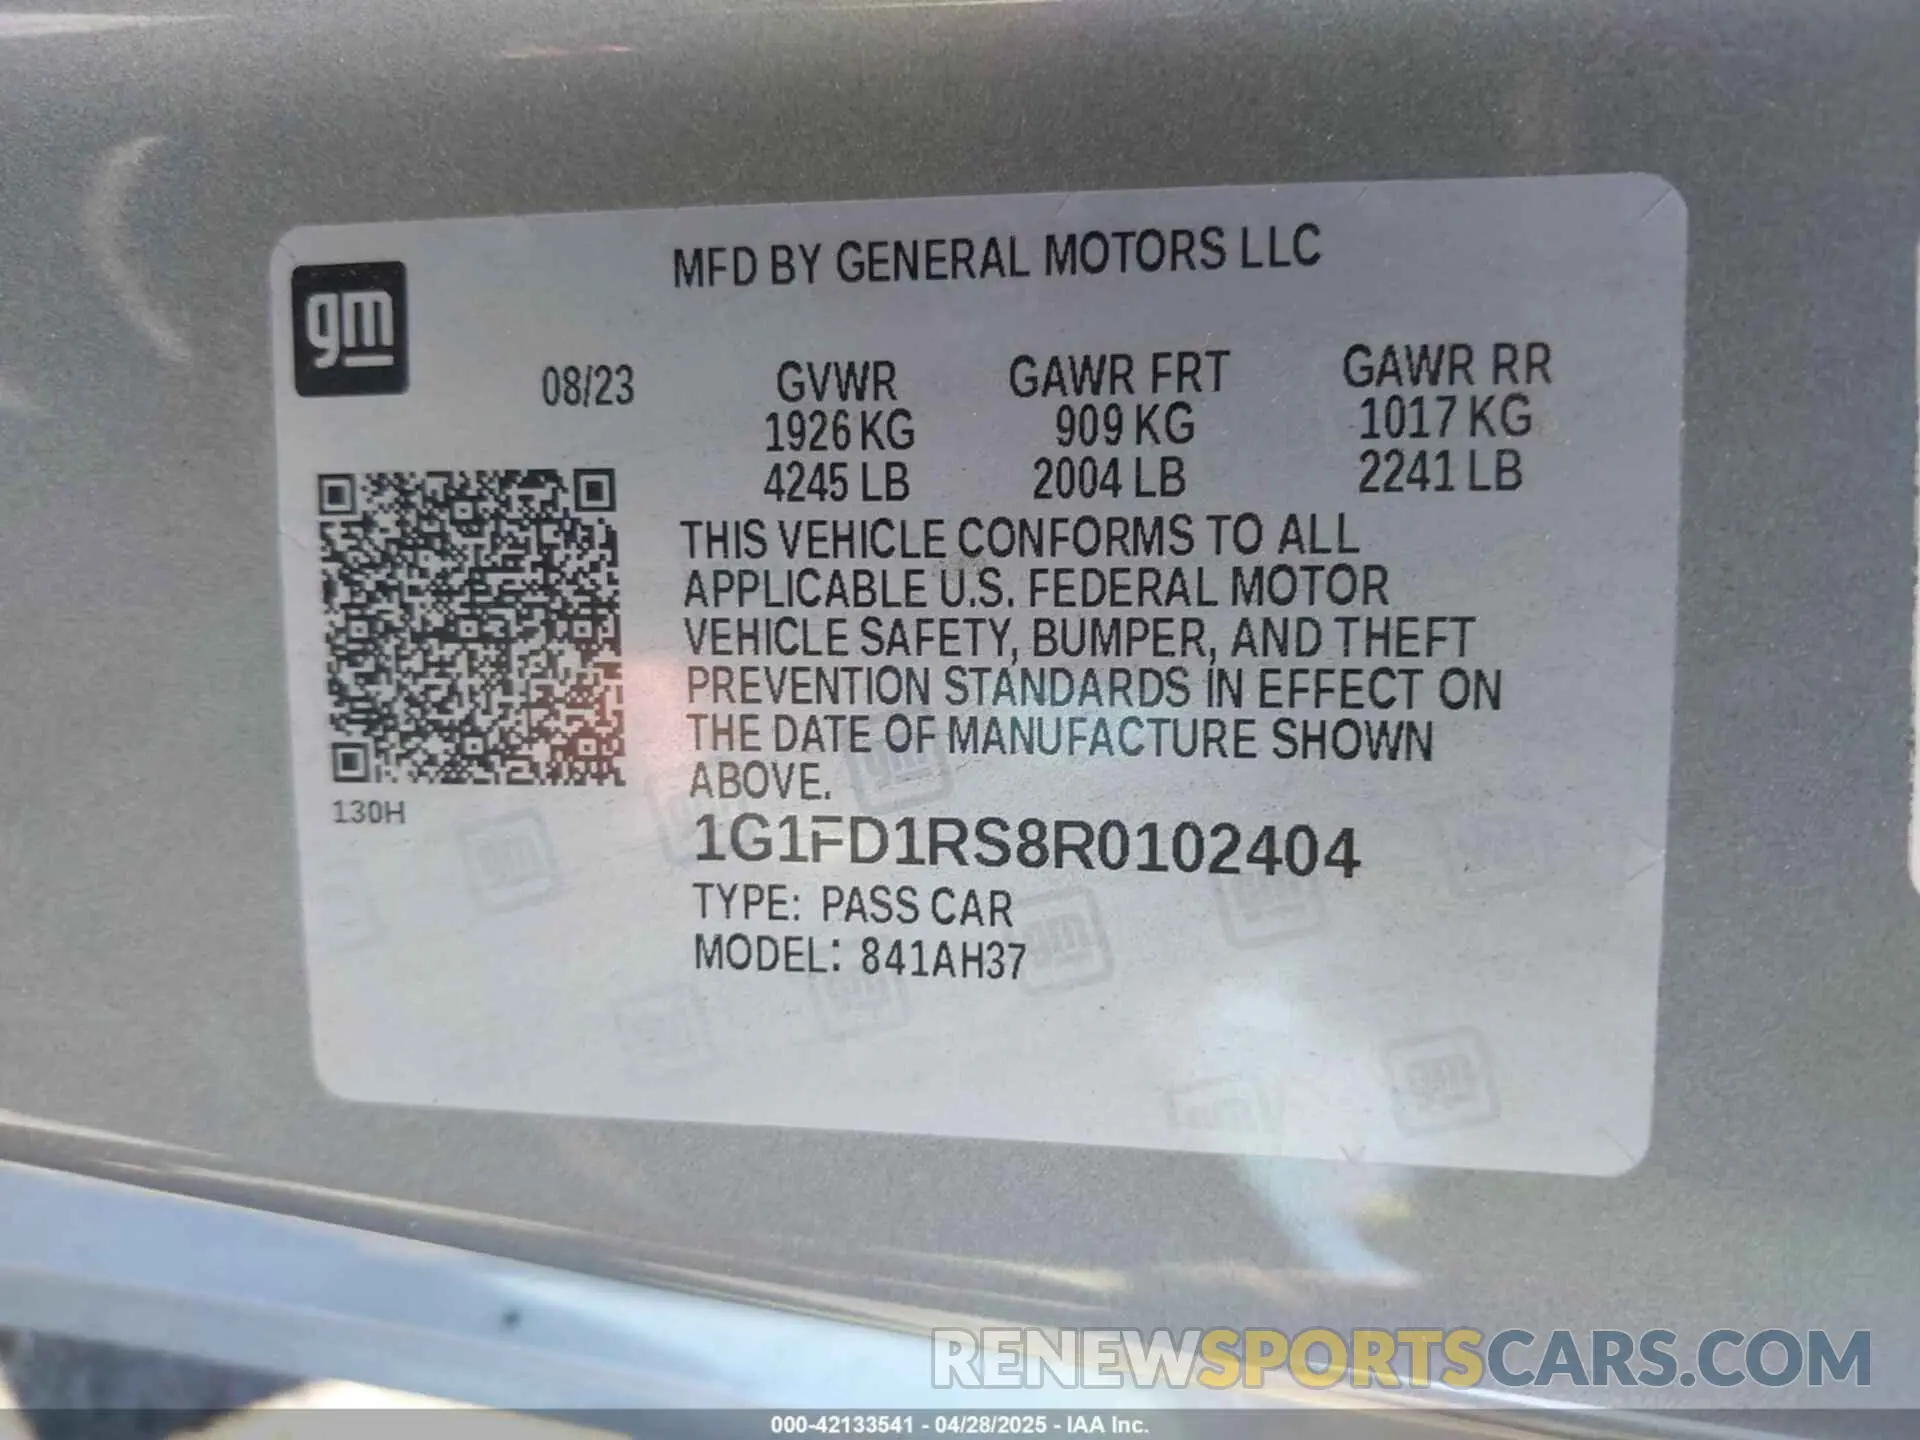 MFD BY GENERAL MOTORS LLC
gm
08/23
GVWR GAWR FRT GAWR RR
1926 KG 909 KG 1017 KG
4245 LB 2004 LB 2241 LB
THIS VEHICLE CONFORMS TO ALL
APPLICABLE U.S. FEDERAL MOTOR
VEHICLE SAFETY, BUMPER, AND THEFT
PREVENTION STANDARDS IN EFFECT ON
THE DATE OF MANUFACTURE SHOWN
ABOVE.
130H
1G1FD1RS8R0102404
TYPE: PASS CAR
MODEL: 841AH37
RENEWSPORTSCARS.COM
000-42133541 - 04/28/2025 - IAA Inc.